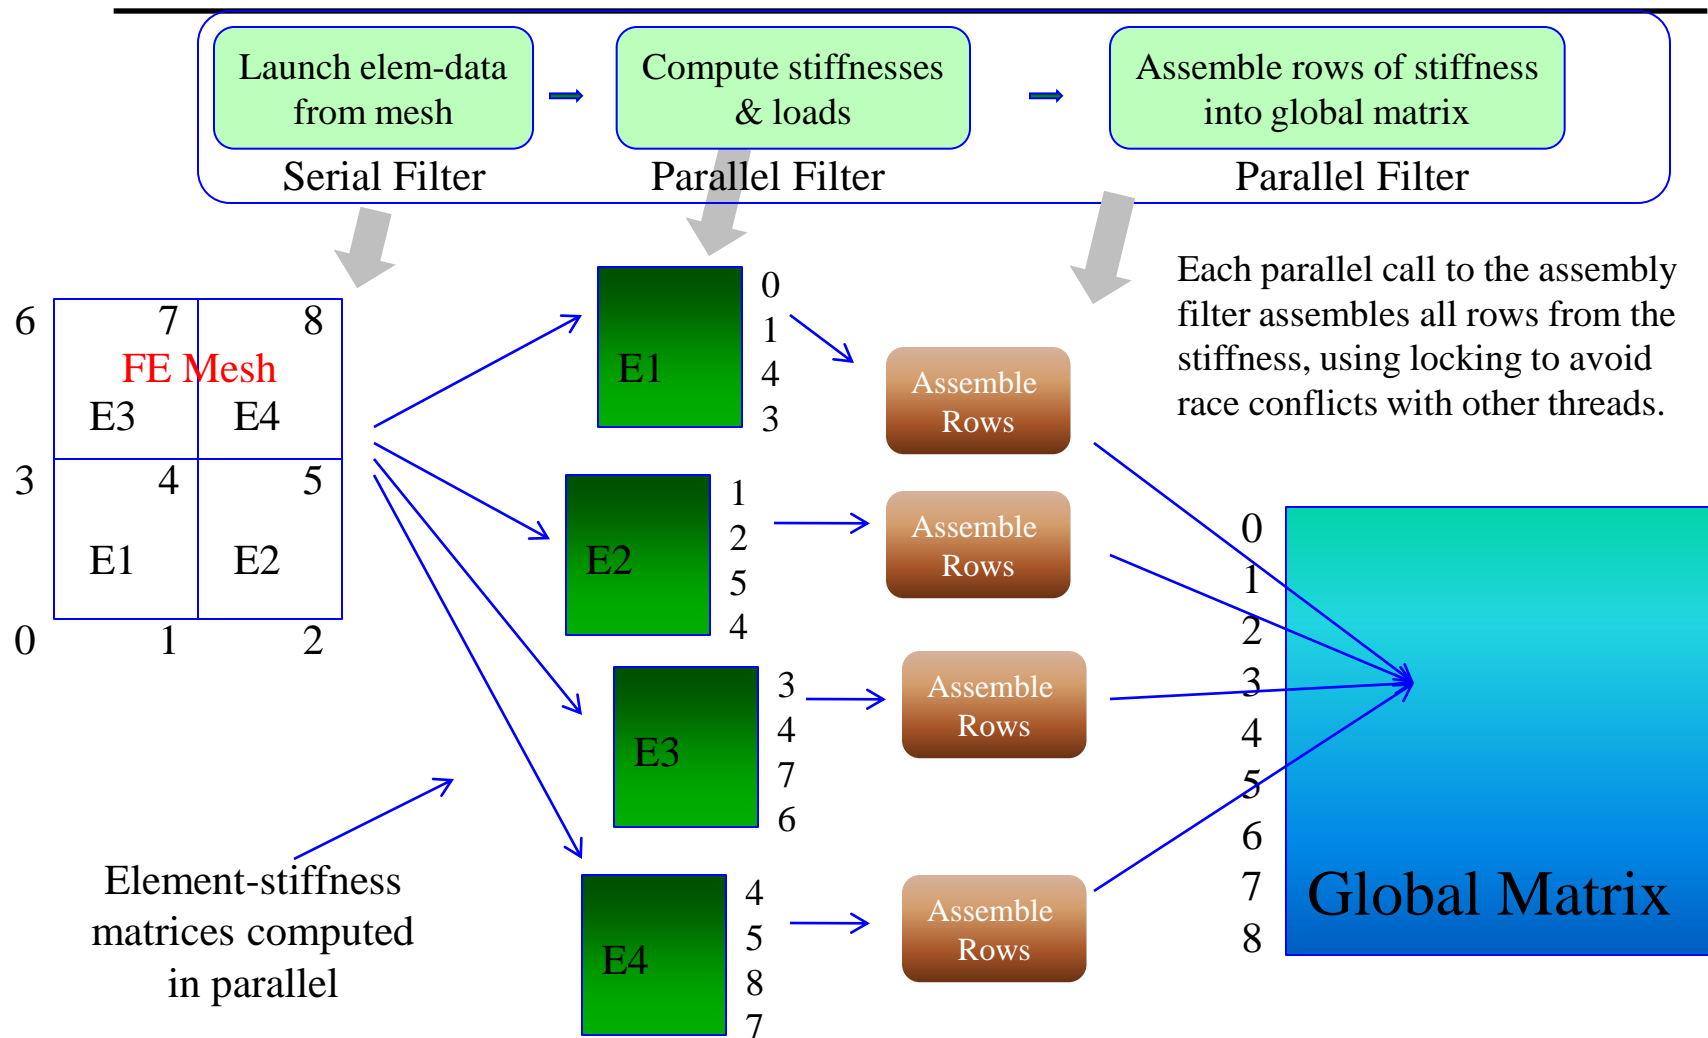 Launch elem-data
from mesh
Compute stiffnesses
& loads
Assemble rows of stiffness
into global matrix
Serial Filter
Parallel Filter
Parallel Filter
Each parallel call to the assembly
filter assembles all rows from the
stiffness, using locking to avoid
race conflicts with other threads.
6 7 8
FE Mesh
E3 E4
3 4 5
E1 E2
0 1 2
E1
0
1
4
3
Assemble
Rows
E2
1
2
5
4
Assemble
Rows
E3
3
4
7
6
Assemble
Rows
E4
4
5
8
7
Assemble
Rows
Element-stiffness
matrices computed
in parallel
0
1
2
3
4
5
6
7
8
Global Matrix